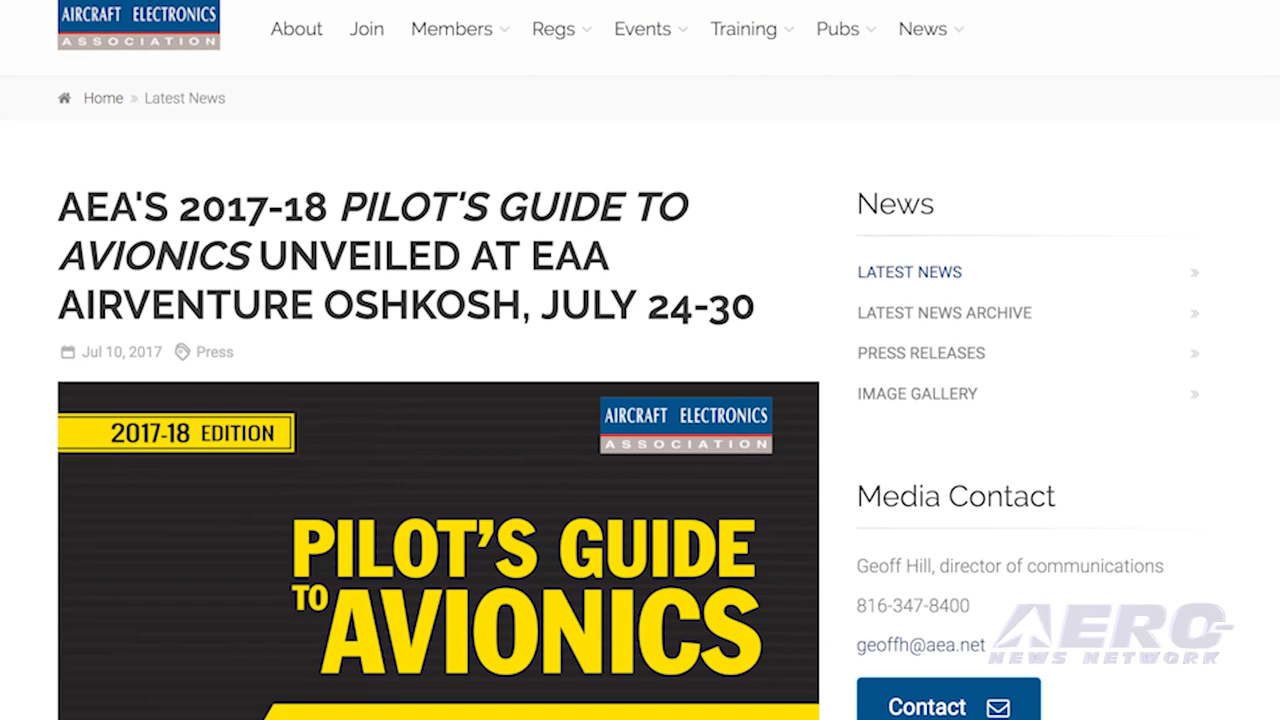 AIRCRAFT ELECTRONICS
ASSOCIATION
About Join Members Regs Events Training Pubs News
Home » Latest News
AEA'S 2017-18 PILOT'S GUIDE TO
AVIONICS UNVEILED AT EAA
AIRVENTURE OSHKOSH, JULY 24-30
Jul 10, 2017 Press
2017-18 EDITION
AIRCRAFT ELECTRONICS
ASSOCIATION
PILOT'S GUIDE
TO AVIONICS
News
LATEST NEWS »
LATEST NEWS ARCHIVE »
PRESS RELEASES »
IMAGE GALLERY »
Media Contact
Geoff Hill, director of communications
816-347-8400
geoffh@aea.net
Contact
AERO
NEWS NETWORK